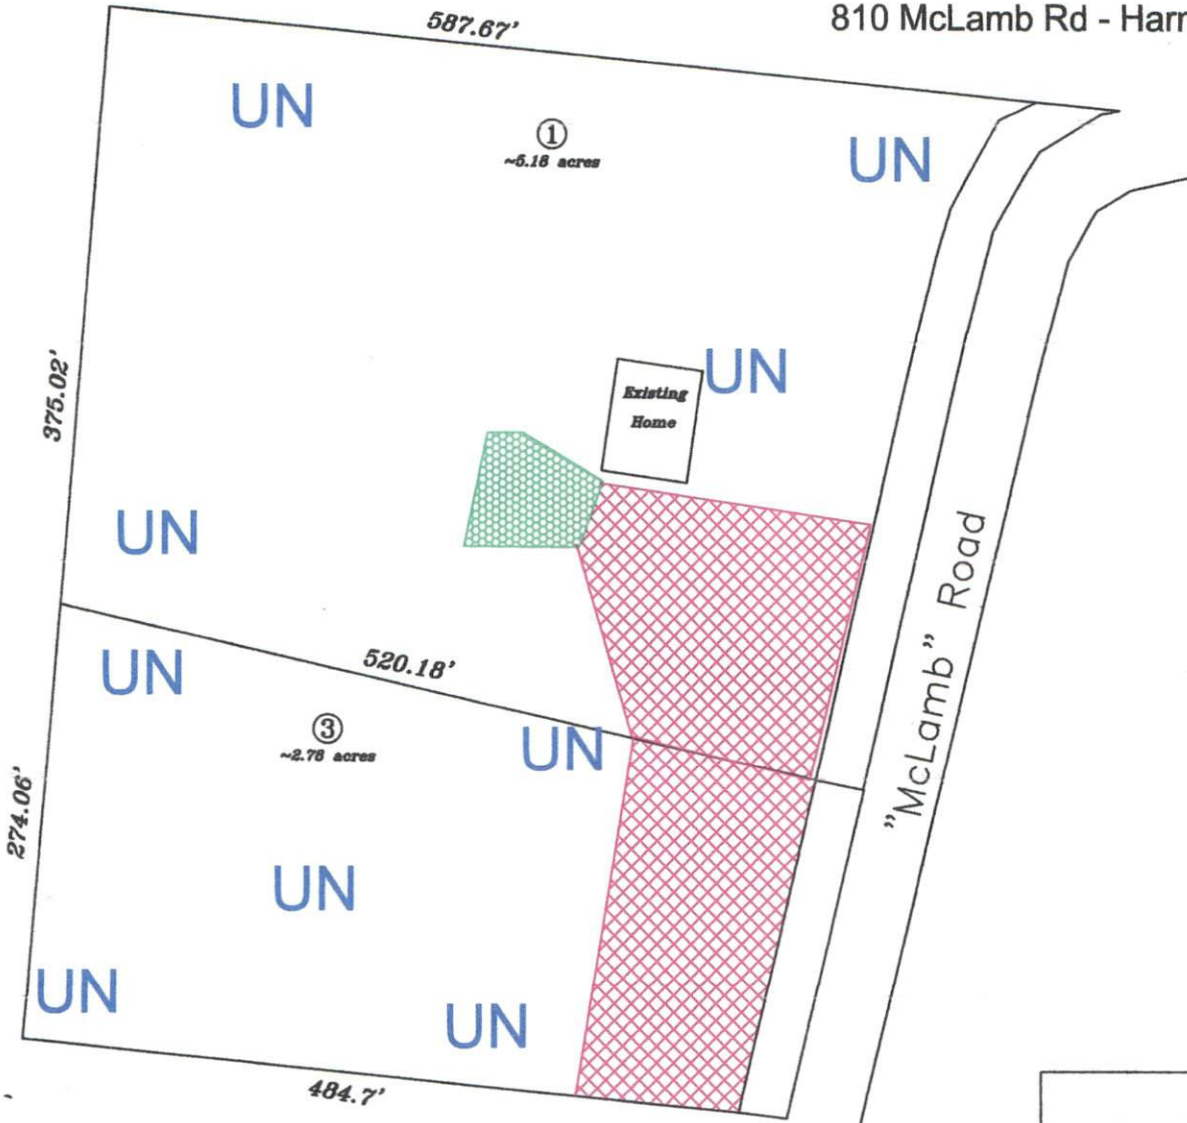 810 McLamb Rd - Harn
587.67'
UN
①
~5.18 acres
UN
375.02'
Existing
Home
UN
UN
"McLamb" Road
520.18'
UN
③
~2.78 acres
UN
274.06'
UN
UN
UN
484.7'